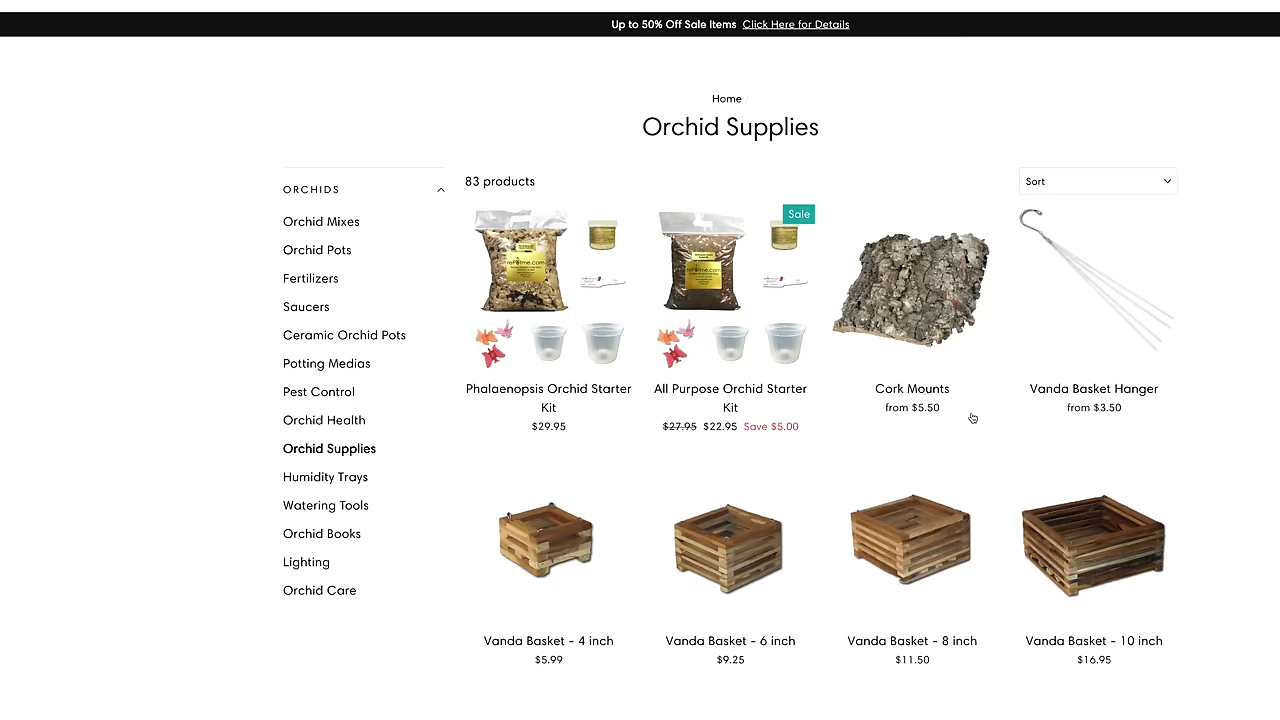 Up to 50% Off Sale Items Click Here for Details
Home /
Orchid Supplies
ORCHIDS
Orchid Mixes
Orchid Pots
Fertilizers
Saucers
Ceramic Orchid Pots
Potting Medias
Pest Control
Orchid Health
Orchid Supplies
Humidity Trays
Watering Tools
Orchid Books
Lighting
Orchid Care
83 products
Sort
rePotme.com
Phalaenopsis Orchid Starter
Kit
$29.95
Sale
rePotme.com
All Purpose Orchid Starter
Kit
$27.95 $22.95 Save $5.00
Cork Mounts
from $5.50
Vanda Basket Hanger
from $3.50
Vanda Basket - 4 inch
$5.99
Vanda Basket - 6 inch
$9.25
Vanda Basket - 8 inch
$11.50
Vanda Basket - 10 inch
$16.95